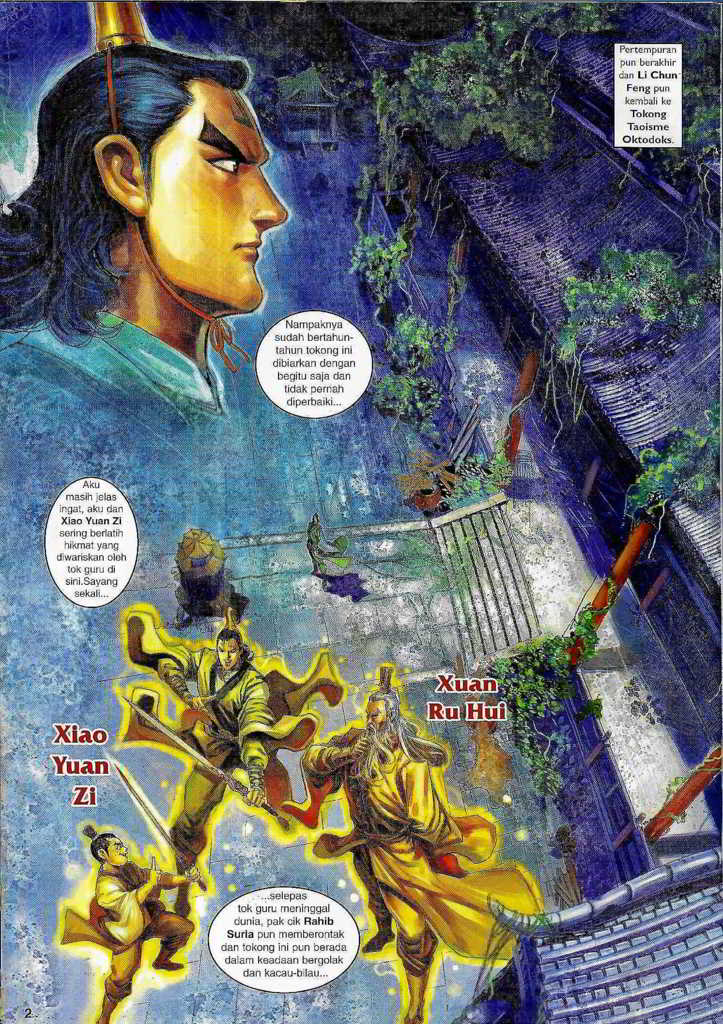 Pertempuran
pun berakhir
dan Li Chun
Feng pun
kembali ke
Tokong
Taoisme
Oktodoks.
Nampaknya
sudah bertahun-
tahun tokong ini
dibiarkan dengan
begitu saja dan
tidak pernah
diperbaiki...
Aku
masih jelas
ingat, aku dan
Xiao Yuan Zi
sering berlatih
hikmat yang
diwariskan oleh
tok guru di
sini.Sayang
sekali...
Xuan
Ru Hui
Xiao
Yuan
Zi
...selepas
tok guru meninggal
dunia, pak cik Rahib
Suria pun memberontak
dan tokong ini pun berada
dalam keadaan bergolak
dan kacau-bilau...
2